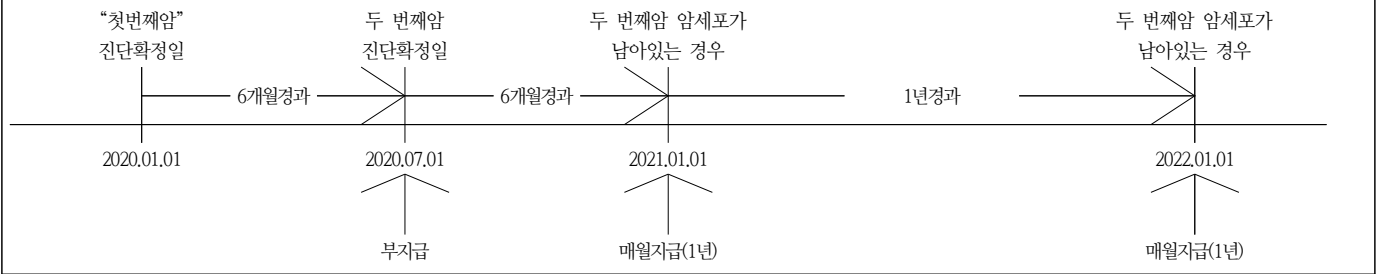 “첫번째암”
진단확정일
두 번째암
진단확정일
두 번째암 암세포가
남아있는 경우
두 번째암 암세포가
남아있는 경우
6개월경과
6개월경과
1년경과
2020.01.01
2020.07.01
2021.01.01
2022.01.01
부지급
매월지급(1년)
매월지급(1년)